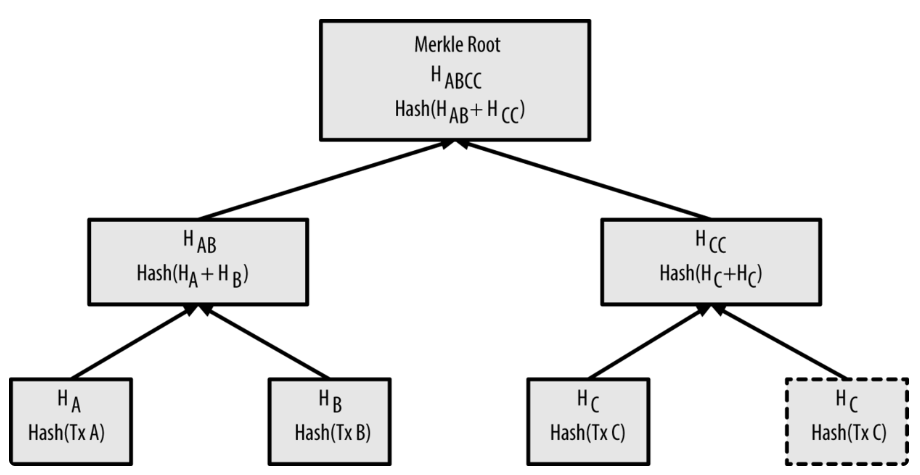 Merkle Root
H ABCC
Hash(H AB + H CC)
H AB
Hash(H A + H B)
H CC
Hash(H C+H C)
H A
Hash(Tx A)
H B
Hash(Tx B)
H C
Hash(Tx C)
H C
Hash(Tx C)